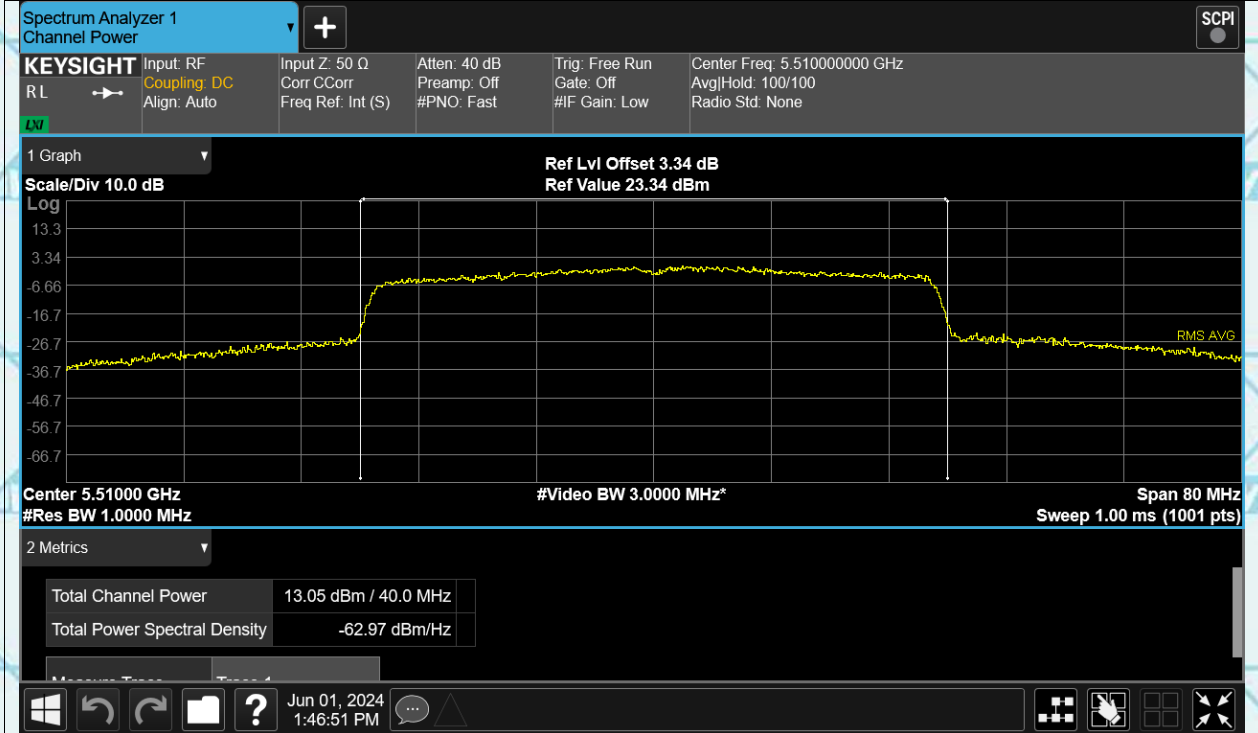 Spectrum Analyzer 1
Channel Power
SCPI
KEYSIGHT
R L
LXI
Input: RF
Coupling: DC
Align: Auto
Input Z: 50 Ω
Corr CCorr
Freq Ref: Int (S)
Atten: 40 dB
Preamp: Off
#PNO: Fast
Trig: Free Run
Gate: Off
#IF Gain: Low
Center Freq: 5.510000000 GHz
Avg|Hold: 100/100
Radio Std: None
1 Graph
Ref Lvl Offset 3.34 dB
Scale/Div 10.0 dB
Ref Value 23.34 dBm
Log
13.3
3.34
-6.66
-16.7
-26.7
-36.7
-46.7
-56.7
-66.7
RMS AVG
Center 5.51000 GHz
#Video BW 3.0000 MHz*
Span 80 MHz
#Res BW 1.0000 MHz
Sweep 1.00 ms (1001 pts)
2 Metrics
Total Channel Power 13.05 dBm / 40.0 MHz
Total Power Spectral Density -62.97 dBm/Hz
Measure Trace Trace 1
Jun 01, 2024
1:46:51 PM